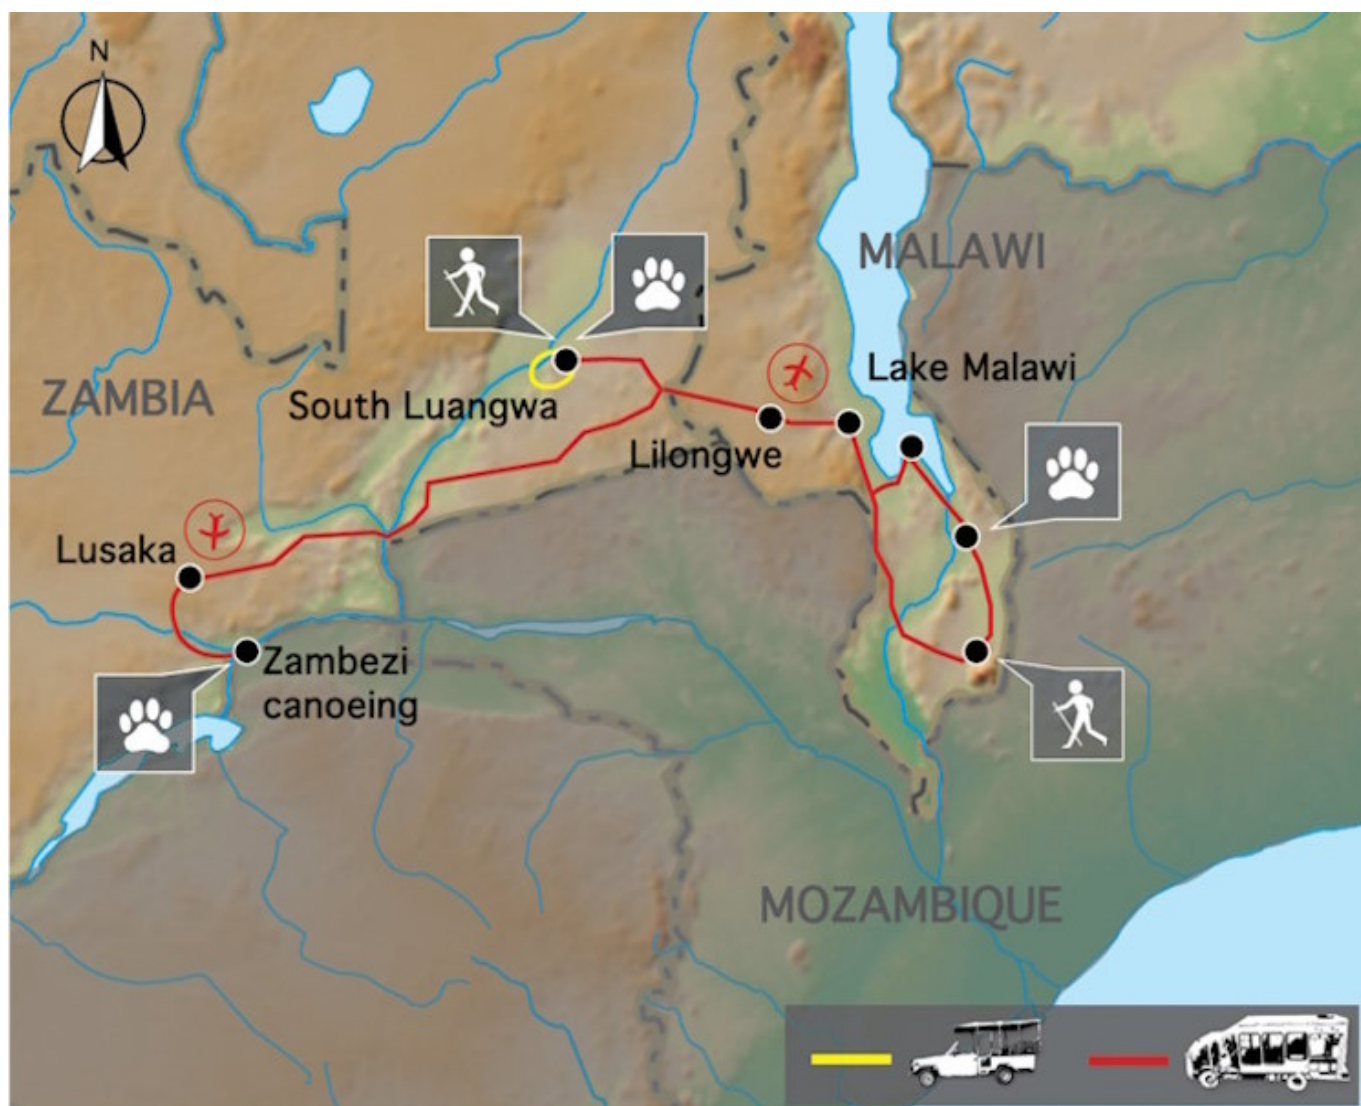 N
MALAWI
Lake Malawi
ZAMBIA
South Luangwa
Lilongwe
Lusaka
Zambezi
canoeing
MOZAMBIQUE